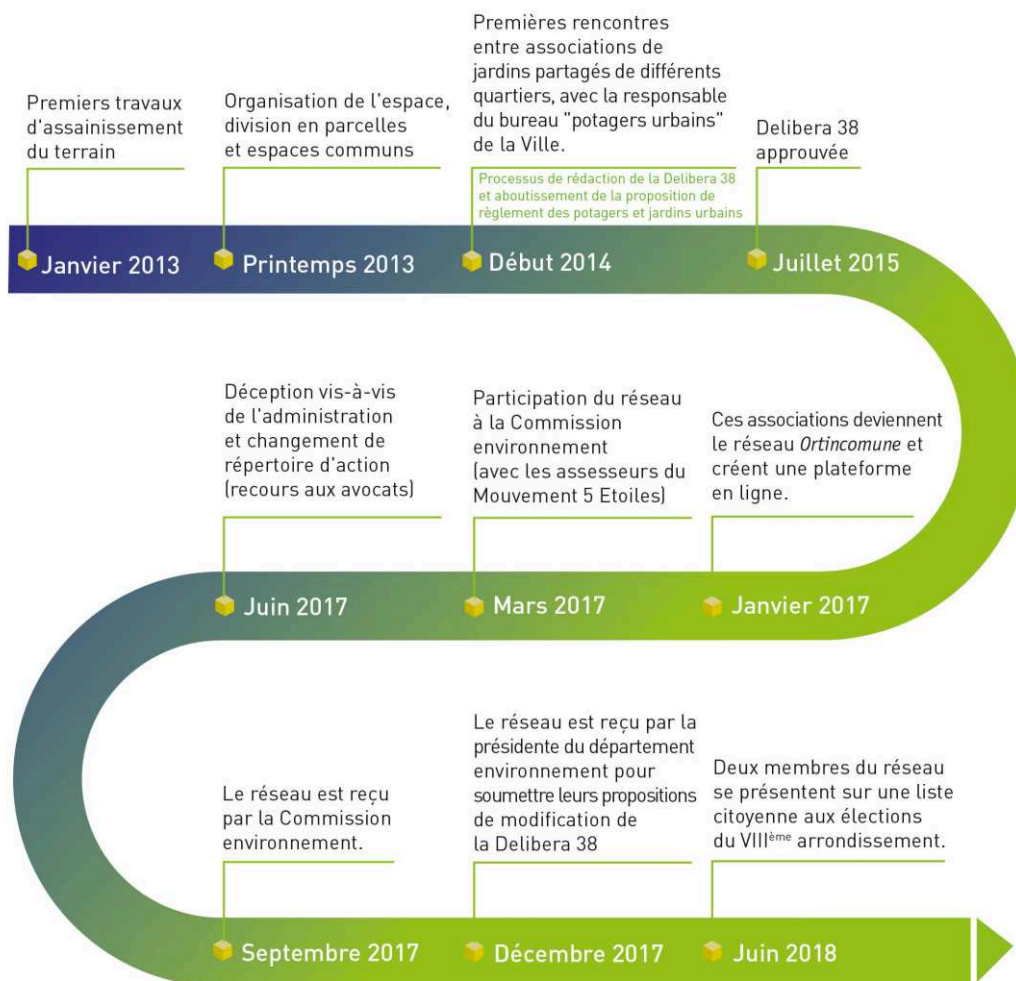 Premiers travaux
d'assainissement
du terrain
Janvier 2013
Organisation de l'espace,
division en parcelles
et espaces communs
Printemps 2013
Premières rencontres
entre associations de
jardins partagés de différents
quartiers, avec la responsable
du bureau "potagers urbains"
de la Ville.
Processus de rédaction de la Delibera 38
et aboutissement de la proposition de
règlement des potagers et jardins urbains
Début 2014
Delibera 38
approuvée
Juillet 2015
Ces associations deviennent
le réseau Ortincomune et
créent une plateforme
en ligne.
Janvier 2017
Participation du réseau
à la Commission
environnement
(avec les assesseurs du
Mouvement 5 Etoiles)
Mars 2017
Déception vis-à-vis
de l'administration
et changement de
répertoire d'action
(recours aux avocats)
Juin 2017
Le réseau est reçu
par la Commission
environnement.
Septembre 2017
Le réseau est reçu par la
présidente du département
environnement pour
soumettre leurs propositions
de modification de
la Delibera 38
Décembre 2017
Deux membres du réseau
se présentent sur une liste
citoyenne aux élections
du VIIIème arrondissement.
Juin 2018